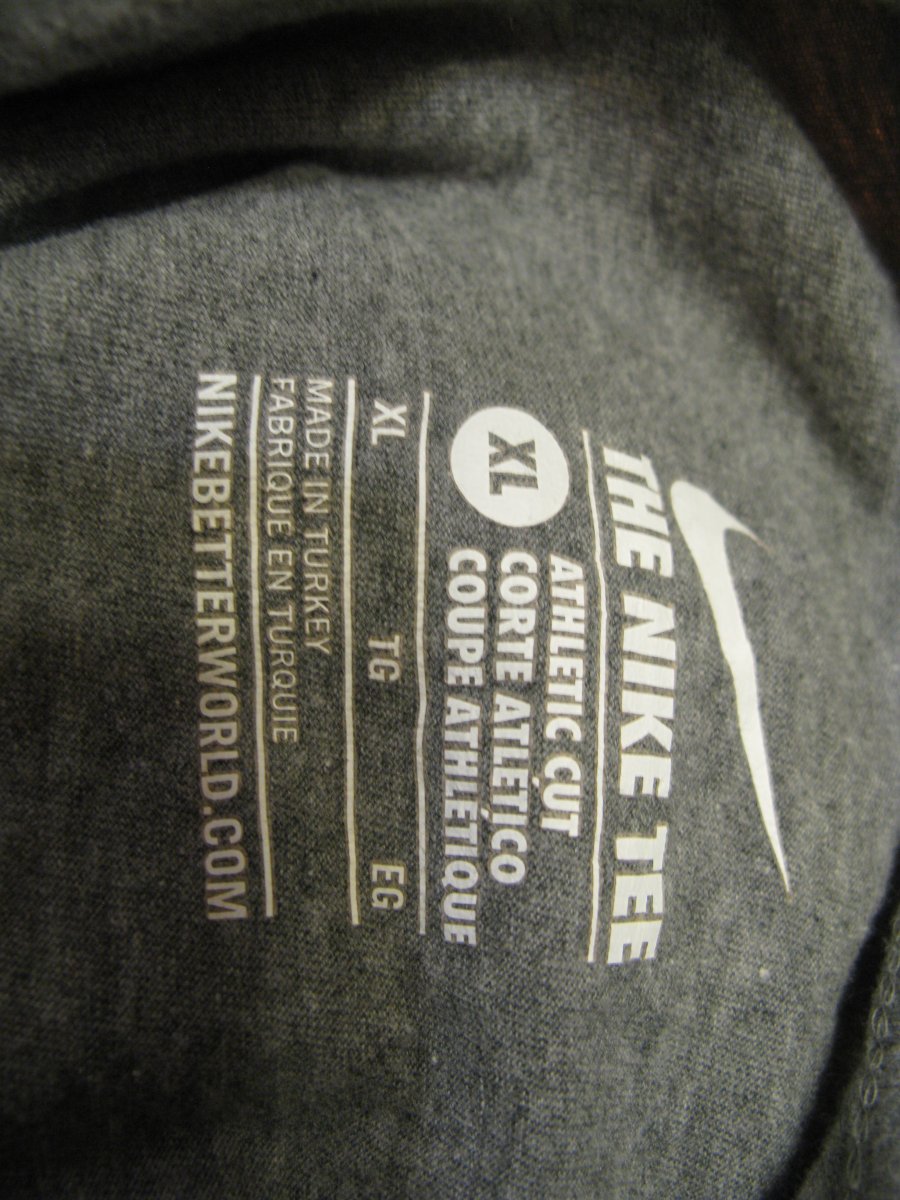 THE NIKE TEE
XL
ATHLETIC CUT
CORTE ATLÉTICO
COUPE ATHLÉTIQUE
XL TG EG
MADE IN TURKEY
FABRIQUE EN TURQUIE
NIKEBETTERWORLD.COM